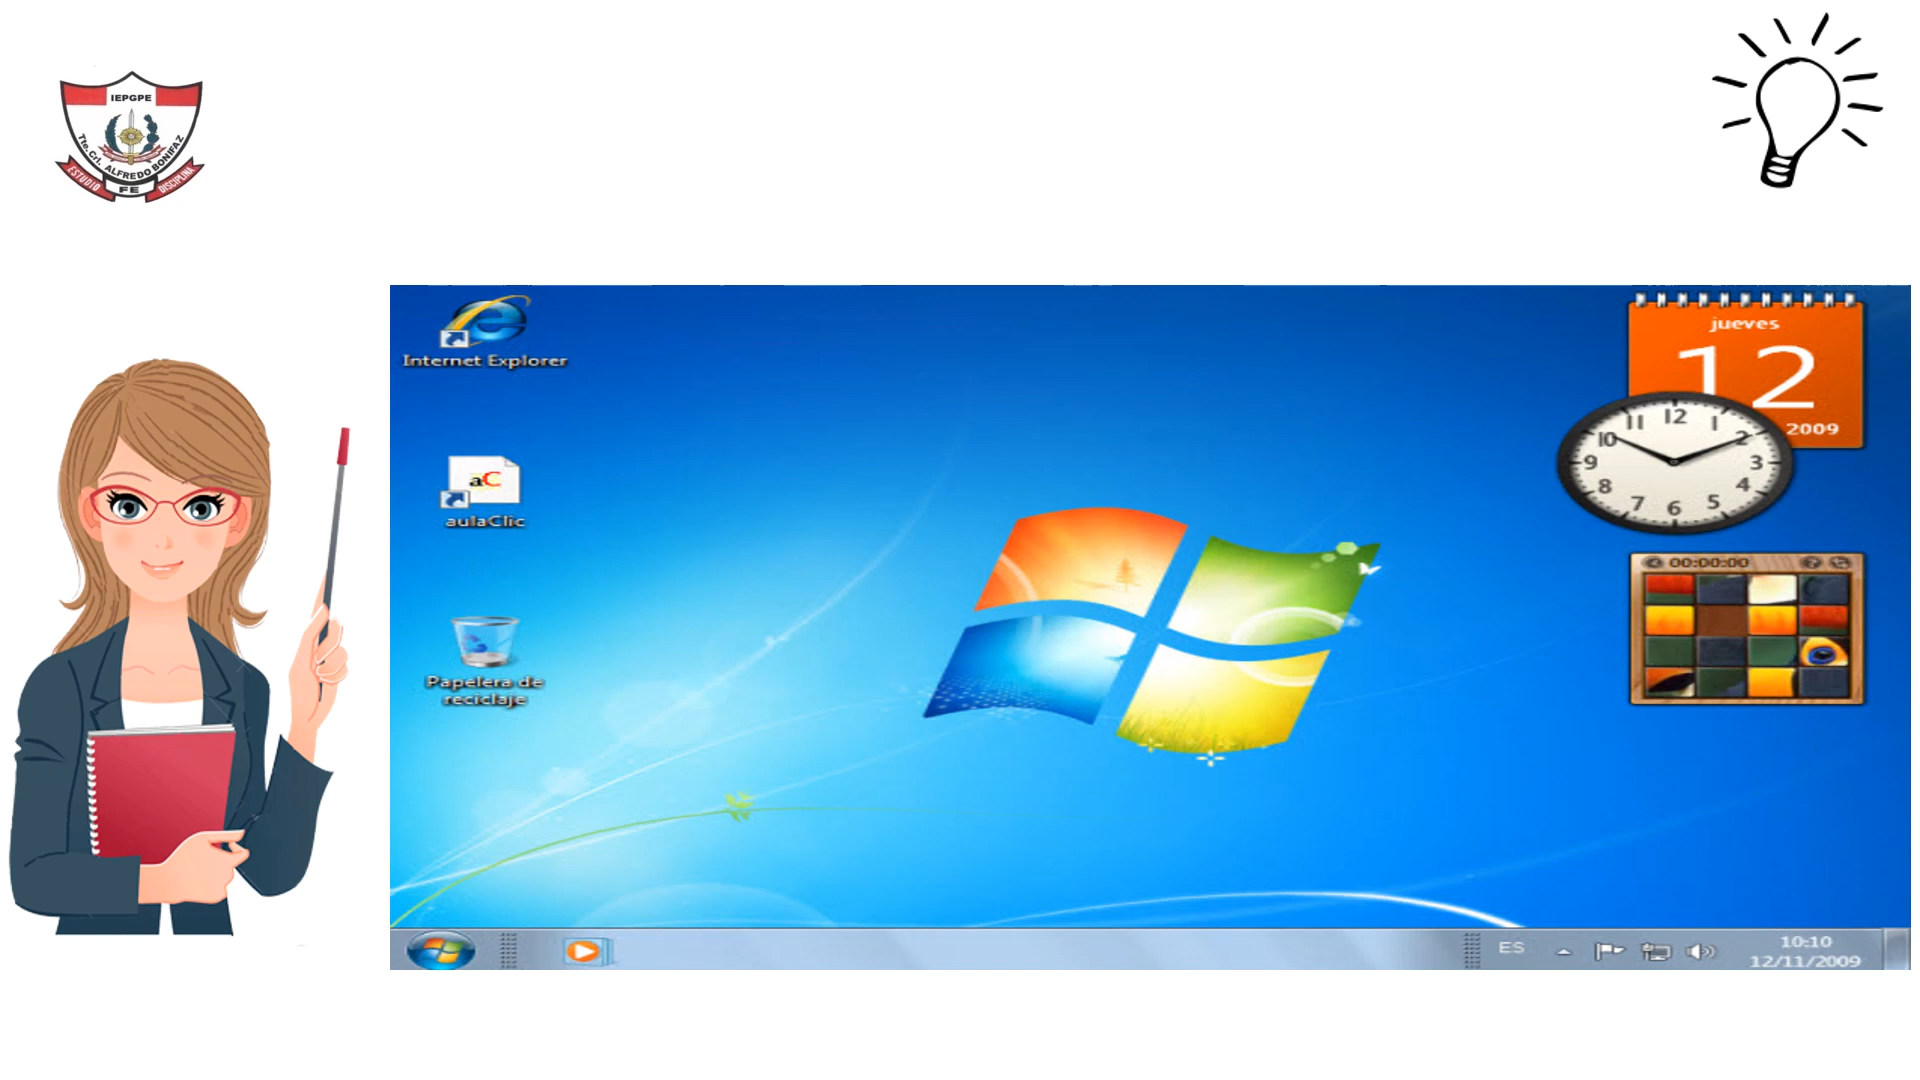 IEPGPE
Tte. Crl. ALFREDO BONIFAZ
ESTUDIO FE DISCIPLINA
Internet Explorer
aC
aulaClic
Papelera de
reciclaje
jueves
12
2009
12
11 1
10 2
9 3
8 4
7 5
6
00:00:00
ES
10:10
12/11/2009